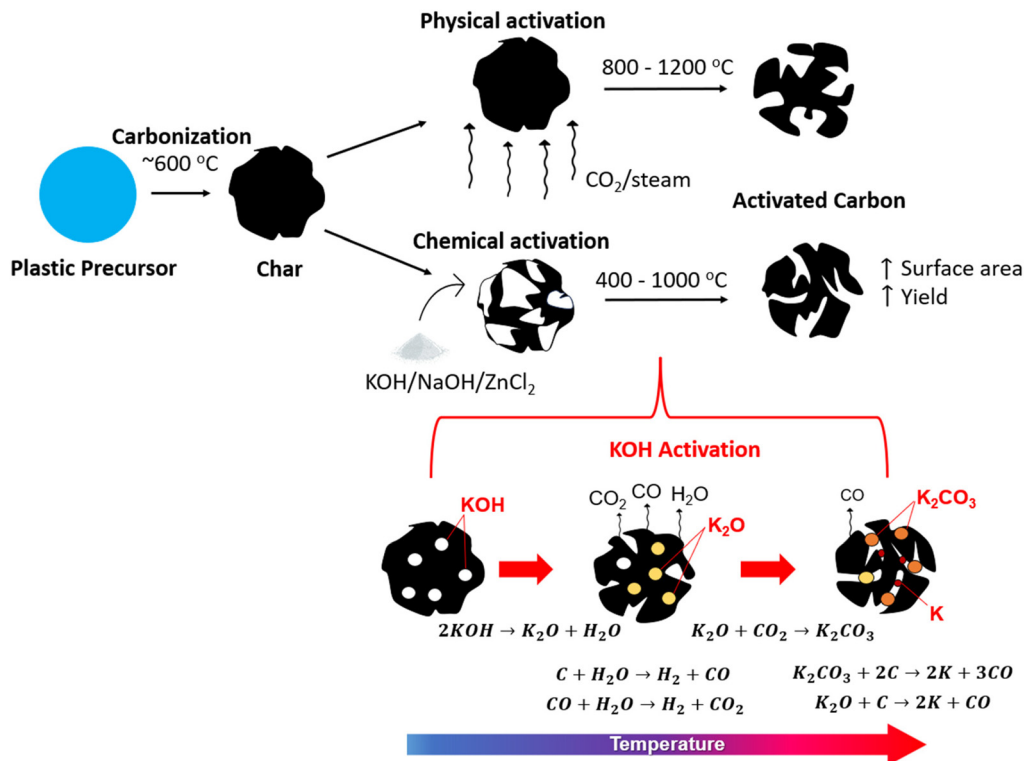 Physical activation
800 - 1200 °C
Carbonization
~600 °C
CO₂/steam
Activated Carbon
Plastic Precursor
Char
Chemical activation
400 - 1000 °C
↑ Surface area
↑ Yield
KOH/NaOH/ZnCl₂
KOH Activation
KOH
CO₂
CO
H₂O
K₂O
CO
K₂CO₃
K
2KOH → K₂O + H₂O
K₂O + CO₂ → K₂CO₃
C + H₂O → H₂ + CO
K₂CO₃ + 2C → 2K + 3CO
CO + H₂O → H₂ + CO₂
K₂O + C → 2K + CO
Temperature